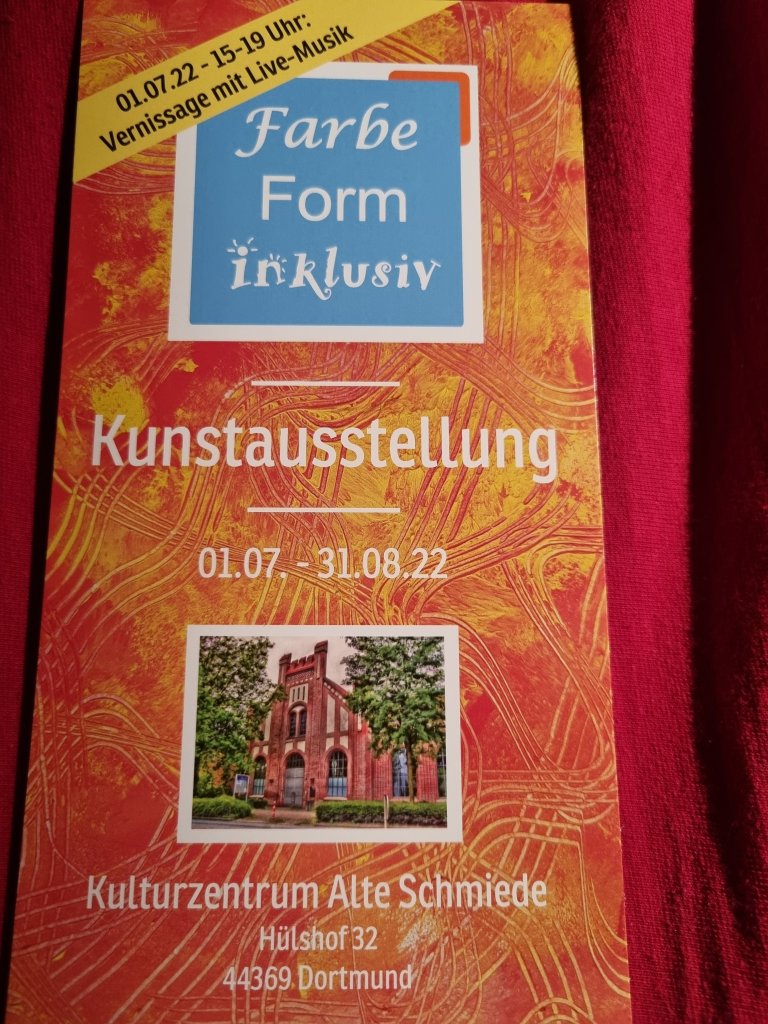 01.07.22 - 15-19 Uhr:
Vernissage mit Live-Musik
Farbe
Form
inklusiv
Kunstausstellung
01.07. - 31.08.22
Kulturzentrum Alte Schmiede
Hülshof 32
44369 Dortmund